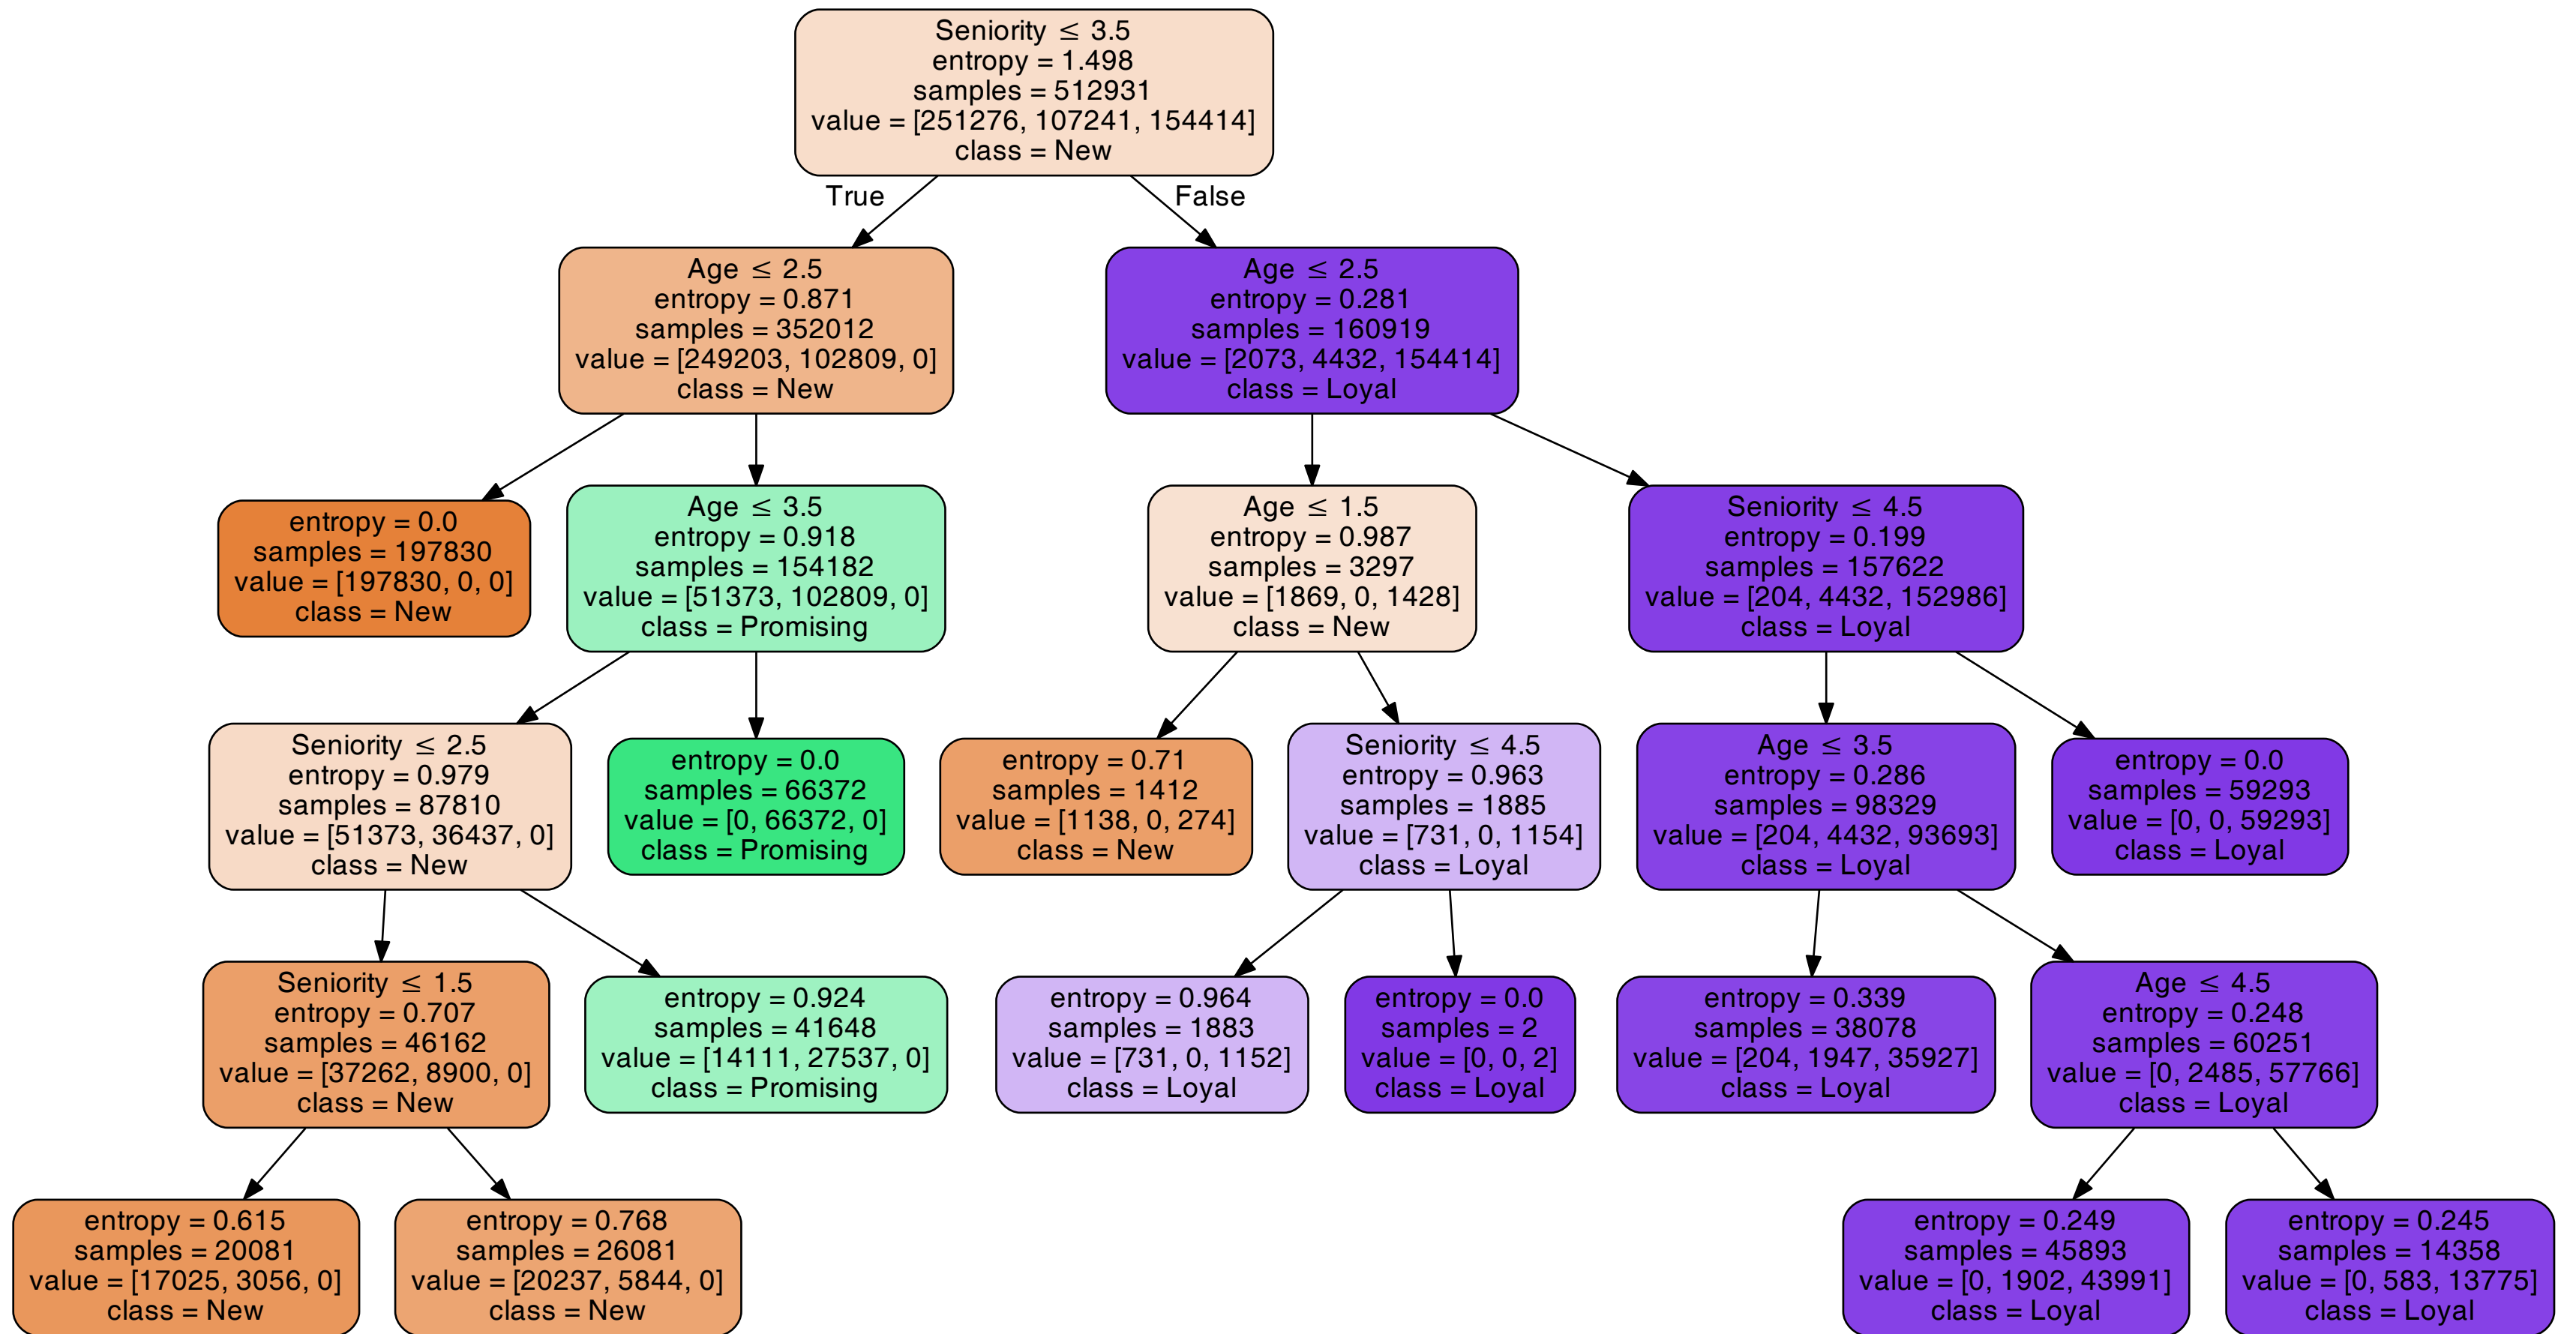 Seniority ≤ 3.5
entropy = 1.498
samples = 512931
value = [251276, 107241, 154414]
class = New
True
False
Age ≤ 2.5
entropy = 0.871
samples = 352012
value = [249203, 102809, 0]
class = New
Age ≤ 2.5
entropy = 0.281
samples = 160919
value = [2073, 4432, 154414]
class = Loyal
entropy = 0.0
samples = 197830
value = [197830, 0, 0]
class = New
Age ≤ 3.5
entropy = 0.918
samples = 154182
value = [51373, 102809, 0]
class = Promising
Age ≤ 1.5
entropy = 0.987
samples = 3297
value = [1869, 0, 1428]
class = New
Seniority ≤ 4.5
entropy = 0.199
samples = 157622
value = [204, 4432, 152986]
class = Loyal
Seniority ≤ 2.5
entropy = 0.979
samples = 87810
value = [51373, 36437, 0]
class = New
entropy = 0.0
samples = 66372
value = [0, 66372, 0]
class = Promising
entropy = 0.71
samples = 1412
value = [1138, 0, 274]
class = New
Seniority ≤ 4.5
entropy = 0.963
samples = 1885
value = [731, 0, 1154]
class = Loyal
Age ≤ 3.5
entropy = 0.286
samples = 98329
value = [204, 4432, 93693]
class = Loyal
entropy = 0.0
samples = 59293
value = [0, 0, 59293]
class = Loyal
Seniority ≤ 1.5
entropy = 0.707
samples = 46162
value = [37262, 8900, 0]
class = New
entropy = 0.924
samples = 41648
value = [14111, 27537, 0]
class = Promising
entropy = 0.964
samples = 1883
value = [731, 0, 1152]
class = Loyal
entropy = 0.0
samples = 2
value = [0, 0, 2]
class = Loyal
entropy = 0.339
samples = 38078
value = [204, 1947, 35927]
class = Loyal
Age ≤ 4.5
entropy = 0.248
samples = 60251
value = [0, 2485, 57766]
class = Loyal
entropy = 0.615
samples = 20081
value = [17025, 3056, 0]
class = New
entropy = 0.768
samples = 26081
value = [20237, 5844, 0]
class = New
entropy = 0.249
samples = 45893
value = [0, 1902, 43991]
class = Loyal
entropy = 0.245
samples = 14358
value = [0, 583, 13775]
class = Loyal